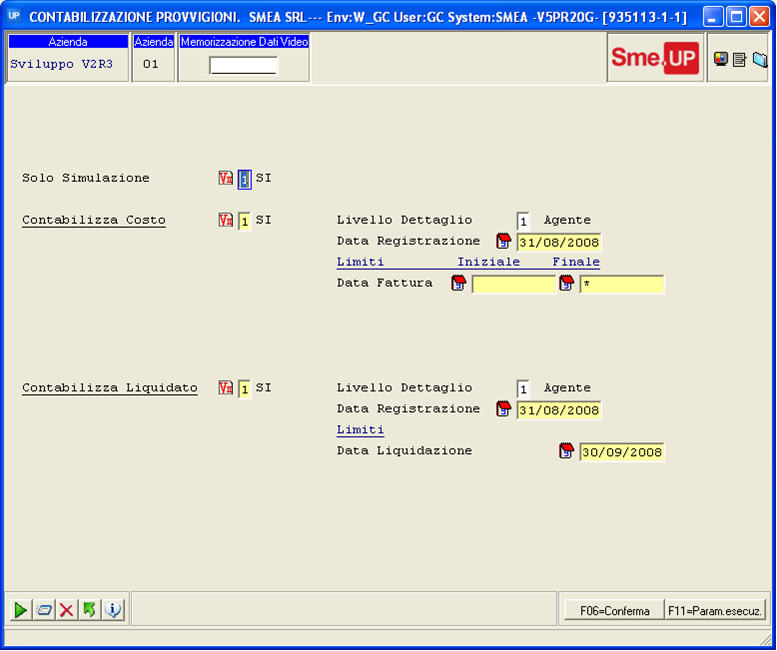 UP CONTABILIZZAZIONE PROVVIGIONI. SMEA SRL--- Env:W_GC User:GC System:SMEA -V5PR20G- [935113-1-1]
Azienda Azienda Memorizzazione Dati Video
Sviluppo V2R3 01
Sme.UP
Solo Simulazione V 1 SI
Contabilizza Costo V 1 SI Livello Dettaglio 1 Agente
Data Registrazione 31/08/2008
Limiti Iniziale Finale
Data Fattura *
Contabilizza Liquidato V 1 SI Livello Dettaglio 1 Agente
Data Registrazione 31/08/2008
Limiti
Data Liquidazione 30/09/2008
F06=Conferma F11=Param.esecuz.